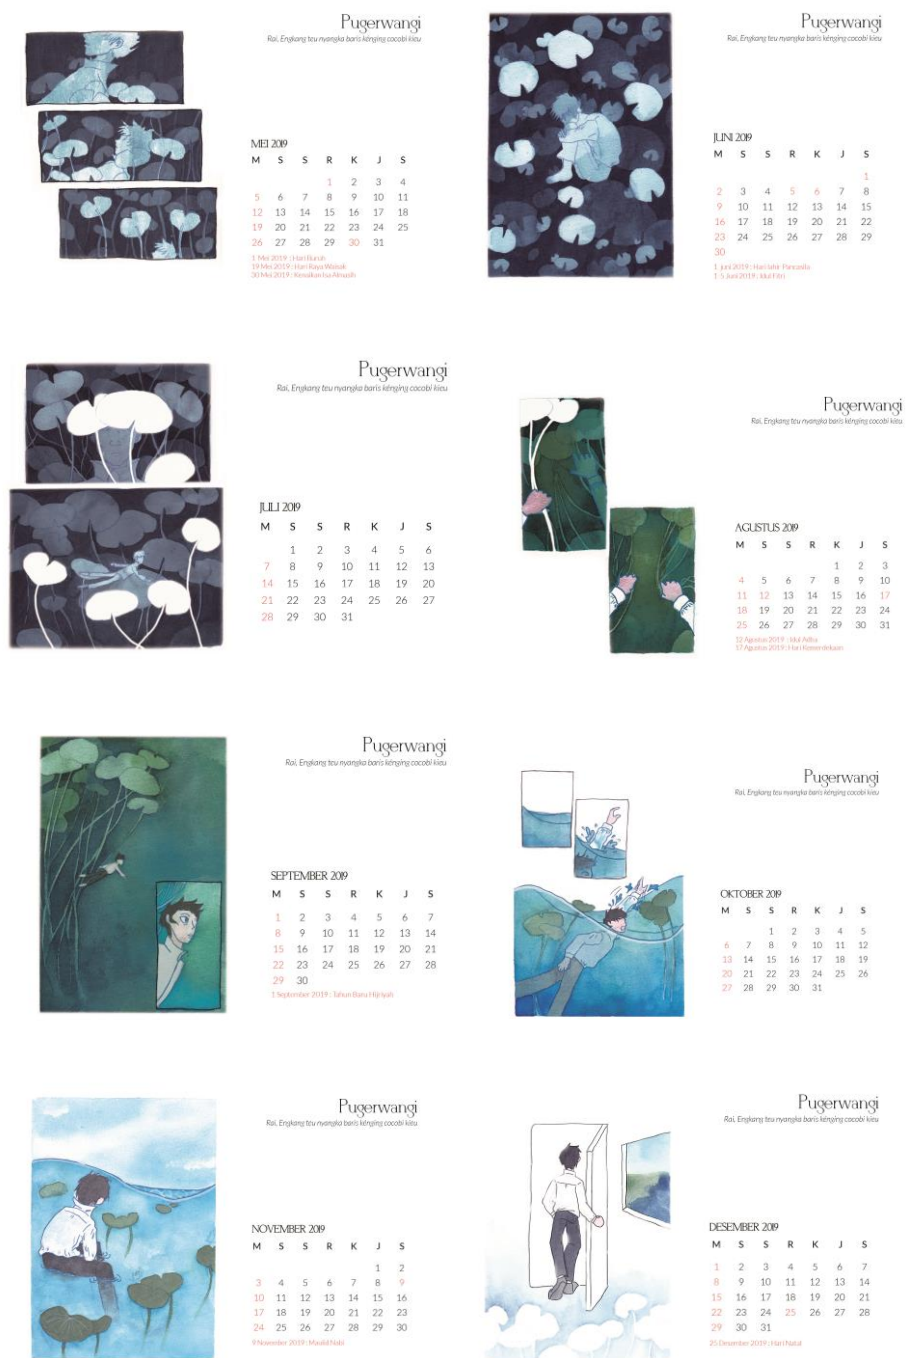 Pugerwangi
Rai, Engkang teu nyangka baris kénging cocobi kieu
MEI 2019
M S S R K J S
1 2 3 4
5 6 7 8 9 10 11
12 13 14 15 16 17 18
19 20 21 22 23 24 25
26 27 28 29 30 31
1 Mei 2019 : Hari Buruh
19 Mei 2019 : Hari Raya Waisak
30 Mei 2019 : Kenaikan Isa Almasih
Pugerwangi
Rai, Engkang teu nyangka baris kénging cocobi kieu
JUNI 2019
M S S R K J S
1
2 3 4 5 6 7 8
9 10 11 12 13 14 15
16 17 18 19 20 21 22
23 24 25 26 27 28 29
30
1 Juni 2019 : Hari lahir Pancasila
Juni 2019 : Idul Fitri
Pugerwangi
Rai, Engkang teu nyangka baris kénging cocobi kieu
JULI 2019
M S S R K J S
1 2 3 4 5 6
7 8 9 10 11 12 13
14 15 16 17 18 19 20
21 22 23 24 25 26 27
28 29 30 31
Pugerwangi
Rai, Engkang teu nyangka baris kénging cocobi kieu
AGUSTUS 2019
M S S R K J S
1 2 3
4 5 6 7 8 9 10
11 12 13 14 15 16 17
18 19 20 21 22 23 24
25 26 27 28 29 30 31
12 Agustus 2019 : Idul Adha
17 Agustus 2019 : Hari Kemerdekaan
Pugerwangi
Rai, Engkang teu nyangka baris kénging cocobi kieu
SEPTEMBER 2019
M S S R K J S
1 2 3 4 5 6 7
8 9 10 11 12 13 14
15 16 17 18 19 20 21
22 23 24 25 26 27 28
29 30
1 September 2019 : Tahun Baru Hijriyah
Pugerwangi
Rai, Engkang teu nyangka baris kénging cocobi kieu
OKTOBER 2019
M S S R K J S
1 2 3 4 5
6 7 8 9 10 11 12
13 14 15 16 17 18 19
20 21 22 23 24 25 26
27 28 29 30 31
Pugerwangi
Rai, Engkang teu nyangka baris kénging cocobi kieu
NOVEMBER 2019
M S S R K J S
1 2
3 4 5 6 7 8 9
10 11 12 13 14 15 16
17 18 19 20 21 22 23
24 25 26 27 28 29 30
9 November 2019 : Maulid Nabi
Pugerwangi
Rai, Engkang teu nyangka baris kénging cocobi kieu
DESEMBER 2019
M S S R K J S
1 2 3 4 5 6 7
8 9 10 11 12 13 14
15 16 17 18 19 20 21
22 23 24 25 26 27 28
29 30 31
25 Desember 2019 : Hari Natal